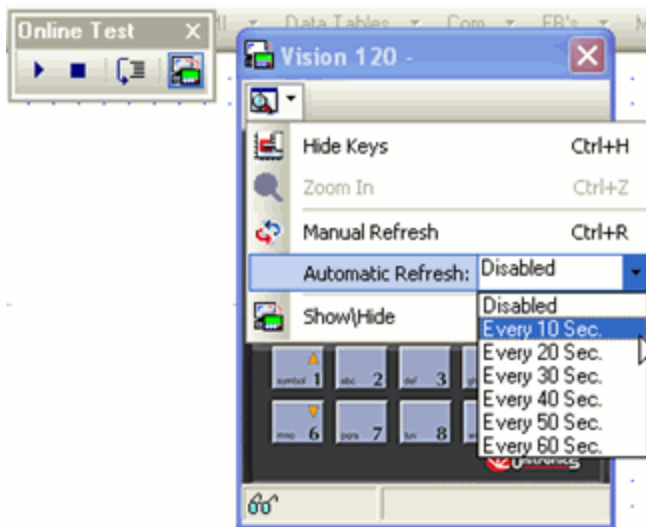 Online Test X
Data Tables Com FB's
Vision 120 -
Hide Keys Ctrl+H
Zoom In Ctrl+Z
Manual Refresh Ctrl+R
Automatic Refresh: Disabled
Show\Hide
Disabled
Every 10 Sec.
Every 20 Sec.
Every 30 Sec.
Every 40 Sec.
Every 50 Sec.
Every 60 Sec.
symbol 1 abc 2 def 3
mno 6 pqrs 7 tuv 8